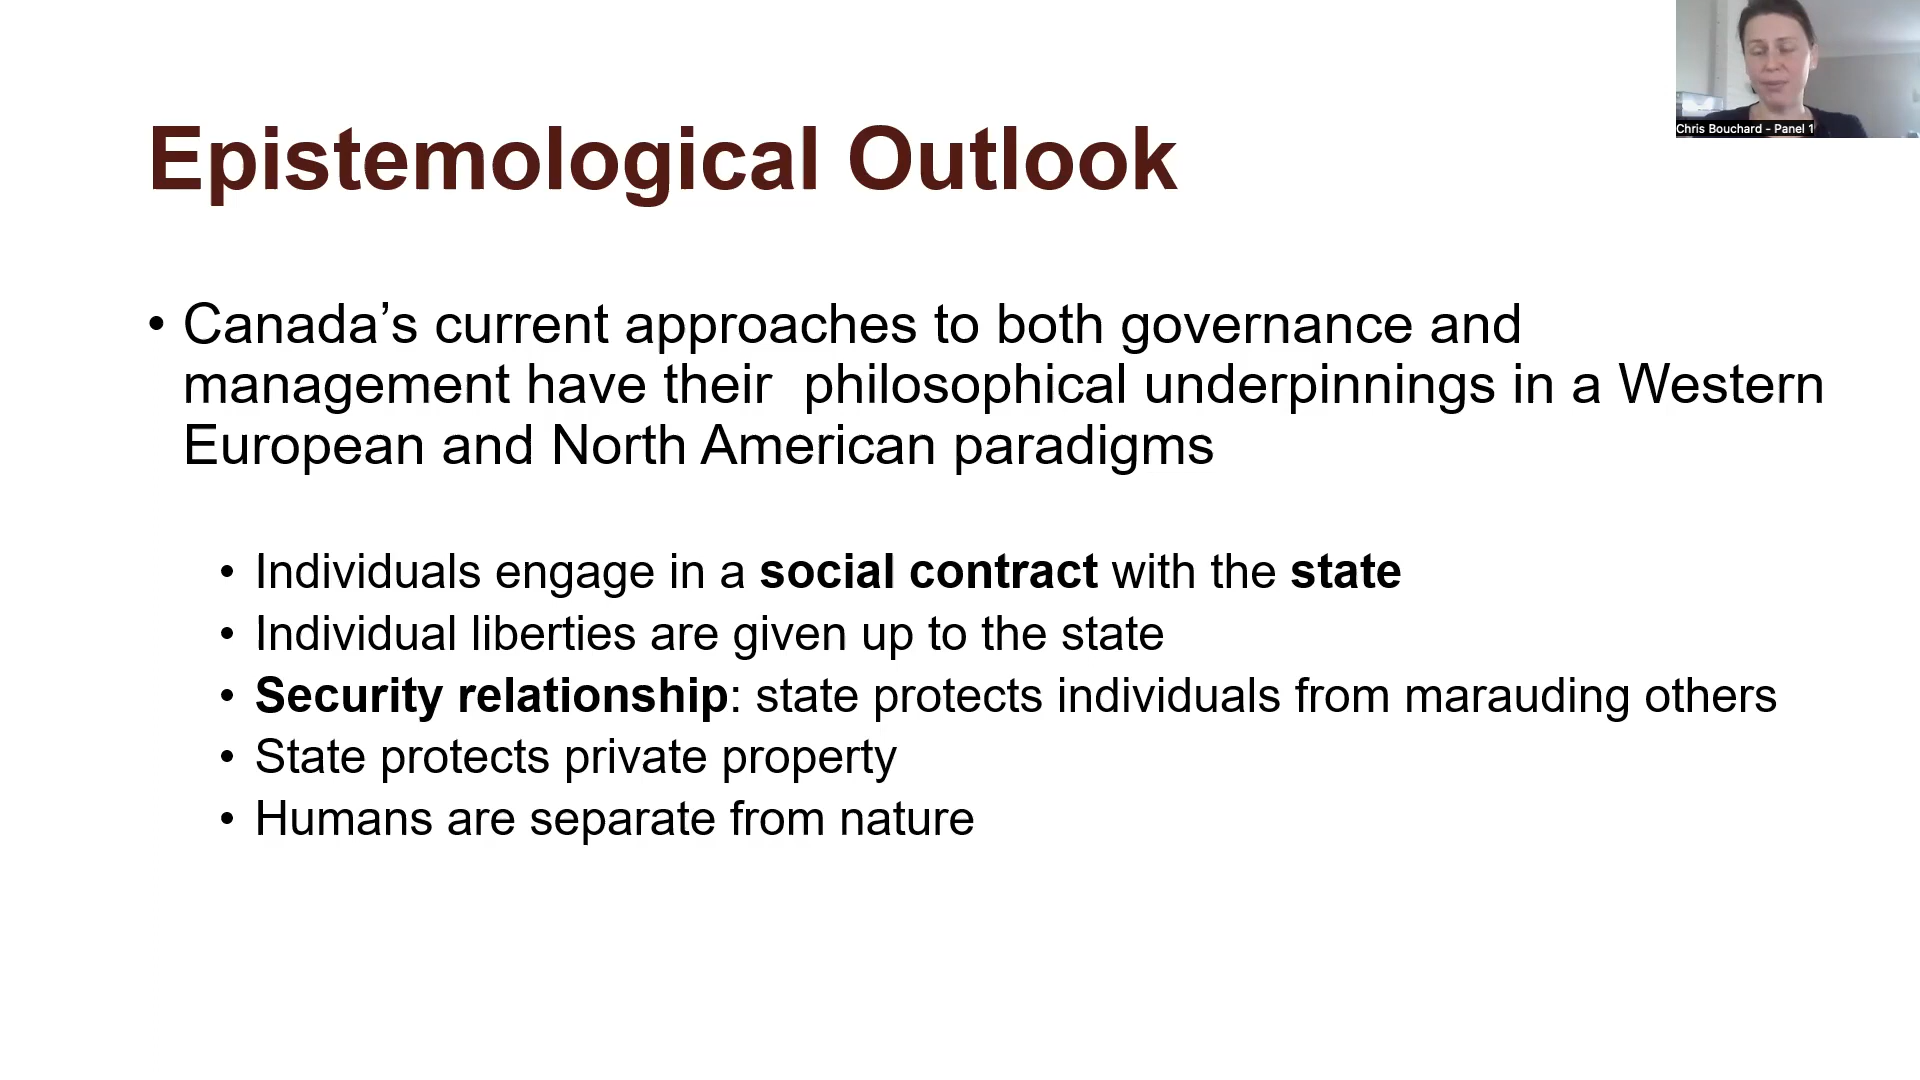 Chris Bouchard - Panel 1
Epistemological Outlook
• Canada’s current approaches to both governance and
management have their  philosophical underpinnings in a Western
European and North American paradigms
• Individuals engage in a social contract with the state
• Individual liberties are given up to the state
• Security relationship: state protects individuals from marauding others
• State protects private property
• Humans are separate from nature